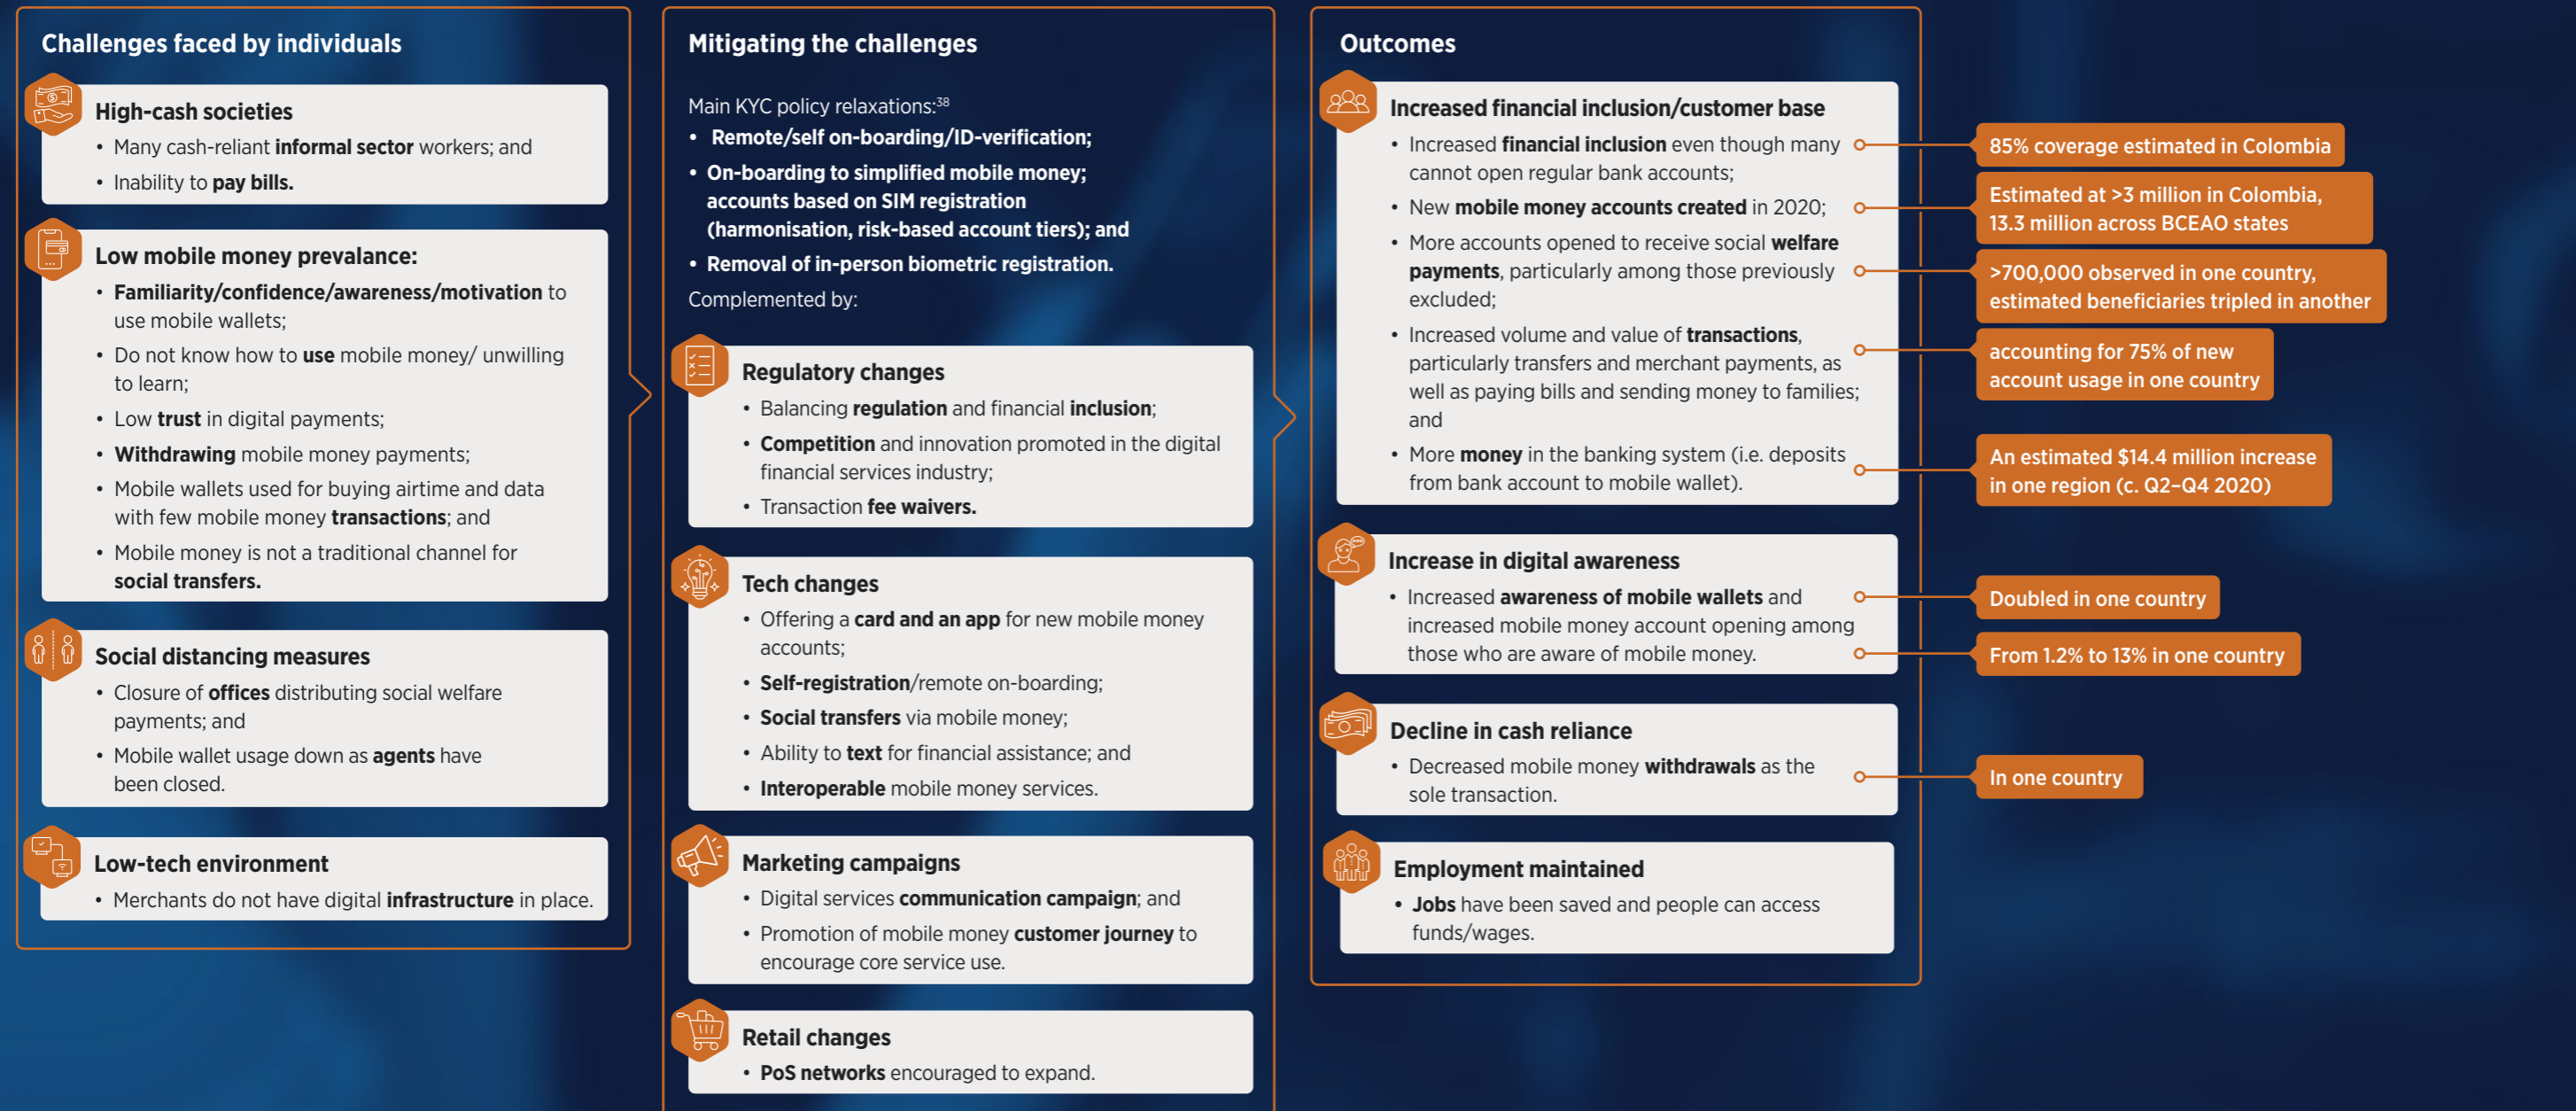 Challenges faced by individuals
High-cash societies
• Many cash-reliant informal sector workers; and
• Inability to pay bills.
Low mobile money prevalance:
• Familiarity/confidence/awareness/motivation to
use mobile wallets;
• Do not know how to use mobile money/ unwilling
to learn;
• Low trust in digital payments;
• Withdrawing mobile money payments;
• Mobile wallets used for buying airtime and data
with few mobile money transactions; and
• Mobile money is not a traditional channel for
social transfers.
Social distancing measures
• Closure of offices distributing social welfare
payments; and
• Mobile wallet usage down as agents have
been closed.
Low-tech environment
• Merchants do not have digital infrastructure in place.
Mitigating the challenges
Main KYC policy relaxations:38
• Remote/self on-boarding/ID-verification;
• On-boarding to simplified mobile money;
accounts based on SIM registration
(harmonisation, risk-based account tiers); and
• Removal of in-person biometric registration.
Complemented by:
Regulatory changes
• Balancing regulation and financial inclusion;
• Competition and innovation promoted in the digital
financial services industry;
• Transaction fee waivers.
Tech changes
• Offering a card and an app for new mobile money
accounts;
• Self-registration/remote on-boarding;
• Social transfers via mobile money;
• Ability to text for financial assistance; and
• Interoperable mobile money services.
Marketing campaigns
• Digital services communication campaign; and
• Promotion of mobile money customer journey to
encourage core service use.
Retail changes
• PoS networks encouraged to expand.
Outcomes
Increased financial inclusion/customer base
• Increased financial inclusion even though many
cannot open regular bank accounts;
• New mobile money accounts created in 2020;
• More accounts opened to receive social welfare
payments, particularly among those previously
excluded;
• Increased volume and value of transactions,
particularly transfers and merchant payments, as
well as paying bills and sending money to families;
and
• More money in the banking system (i.e. deposits
from bank account to mobile wallet).
Increase in digital awareness
• Increased awareness of mobile wallets and
increased mobile money account opening among
those who are aware of mobile money.
Decline in cash reliance
• Decreased mobile money withdrawals as the
sole transaction.
Employment maintained
• Jobs have been saved and people can access
funds/wages.
85% coverage estimated in Colombia
Estimated at >3 million in Colombia,
13.3 million across BCEAO states
>700,000 observed in one country,
estimated beneficiaries tripled in another
accounting for 75% of new
account usage in one country
An estimated $14.4 million increase
in one region (c. Q2–Q4 2020)
Doubled in one country
From 1.2% to 13% in one country
In one country